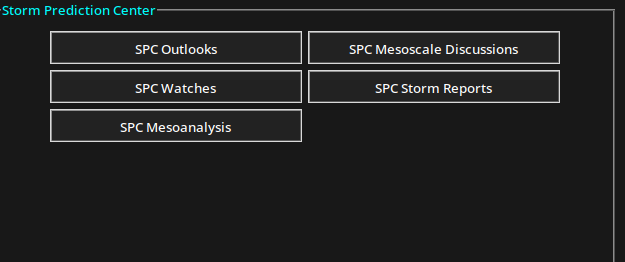 Storm Prediction Center
SPC Outlooks
SPC Mesoscale Discussions
SPC Watches
SPC Storm Reports
SPC Mesoanalysis